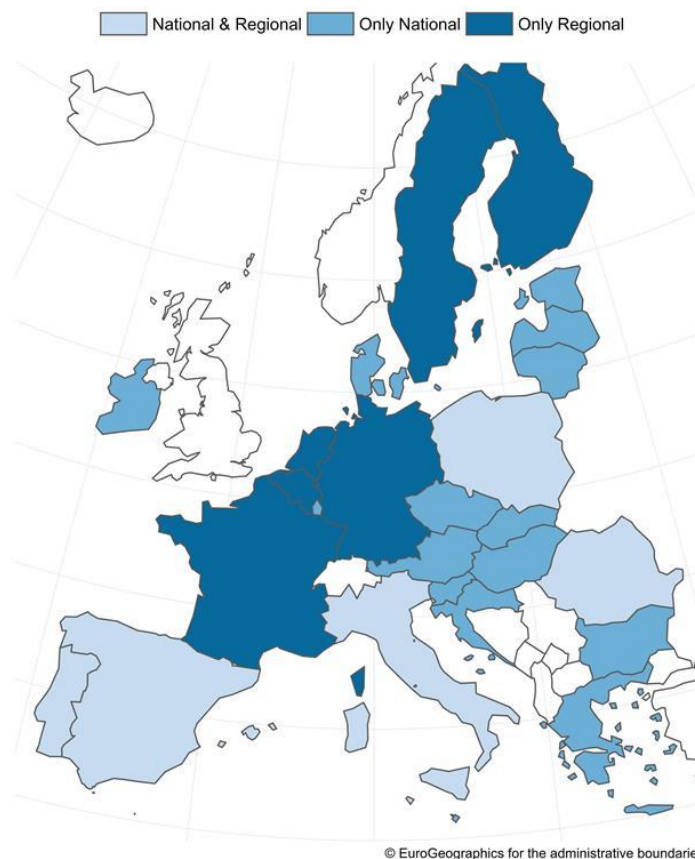 National & Regional Only National Only Regional
© EuroGeographics for the administrative boundarie